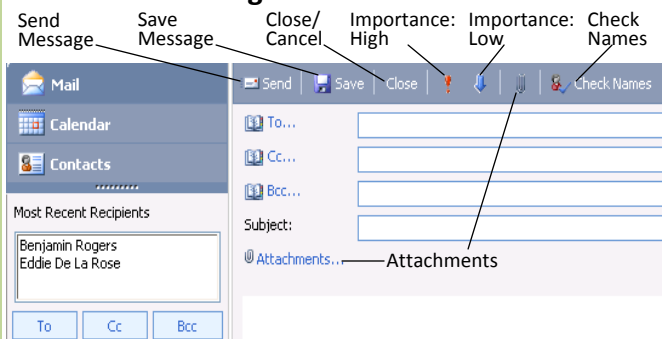 Send Message
Save Message
Close/ Cancel
Importance: High
Importance: Low
Check Names
Mail
Send
Save
Close
Check Names
Calendar
To...
Contacts
Cc...
Bcc...
Most Recent Recipients
Subject:
Benjamin Rogers
Eddie De La Rose
Attachments...
Attachments
To
Cc
Bcc